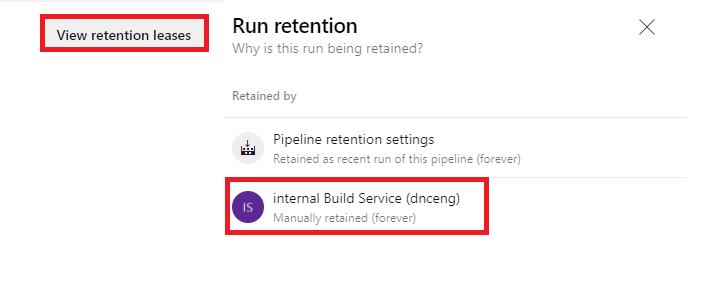 View retention leases
Run retention
Why is this run being retained?
Retained by
Pipeline retention settings
Retained as recent run of this pipeline (forever)
IS
internal Build Service (dnceng)
Manually retained (forever)